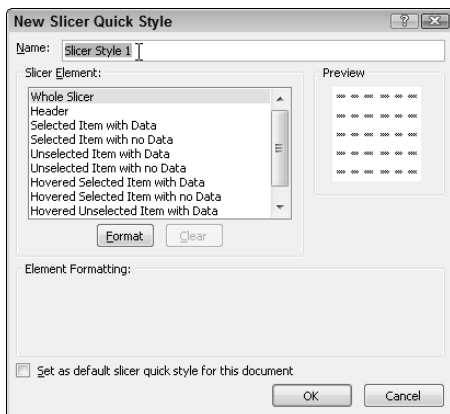 New Slicer Quick Style
Name: Slicer Style 1
Slicer Element:
Preview
Whole Slicer
Header
Selected Item with Data
Selected Item with no Data
Unselected Item with Data
Unselected Item with no Data
Hovered Selected Item with Data
Hovered Selected Item with no Data
Hovered Unselected Item with Data
Format Clear
Element Formatting:
Set as default slicer quick style for this document
OK Cancel